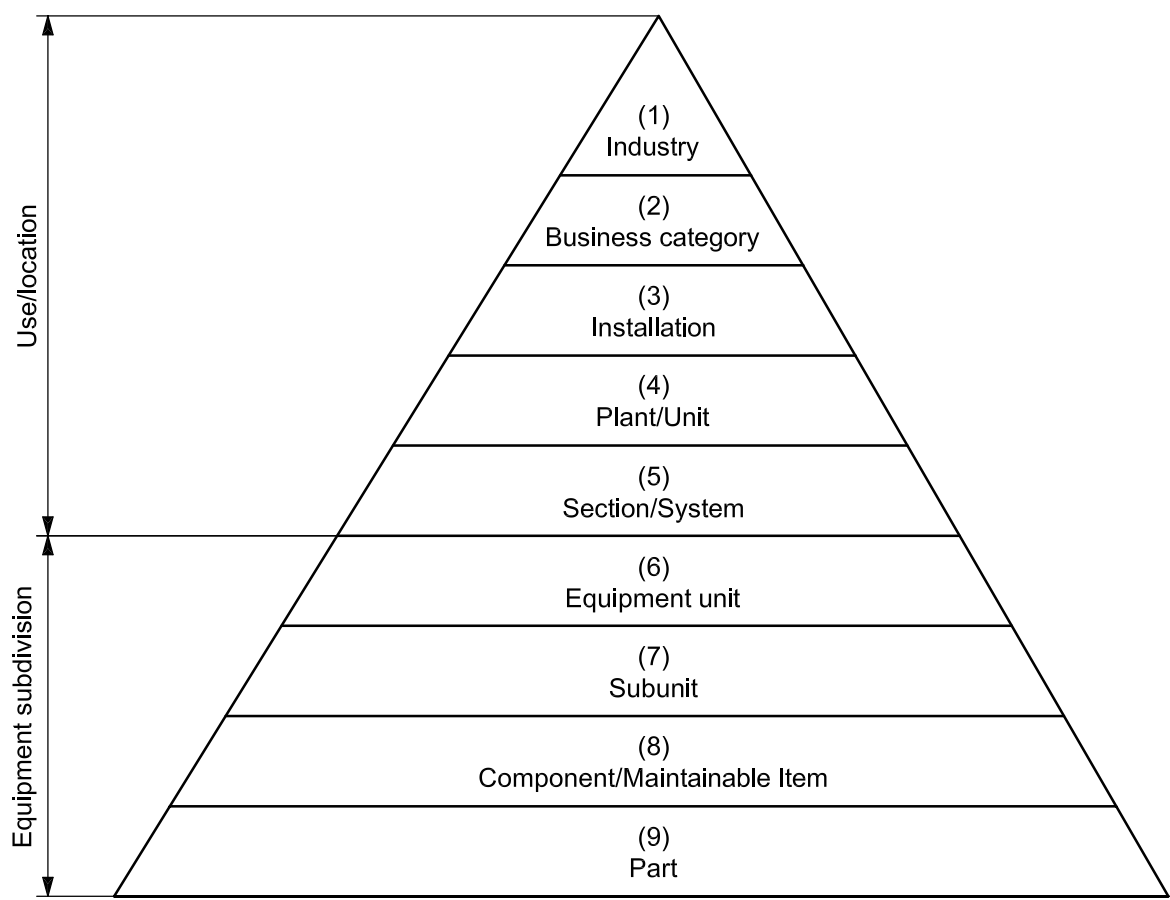 Use/location
Equipment subdivision
(1)
Industry
(2)
Business category
(3)
Installation
(4)
Plant/Unit
(5)
Section/System
(6)
Equipment unit
(7)
Subunit
(8)
Component/Maintainable Item
(9)
Part